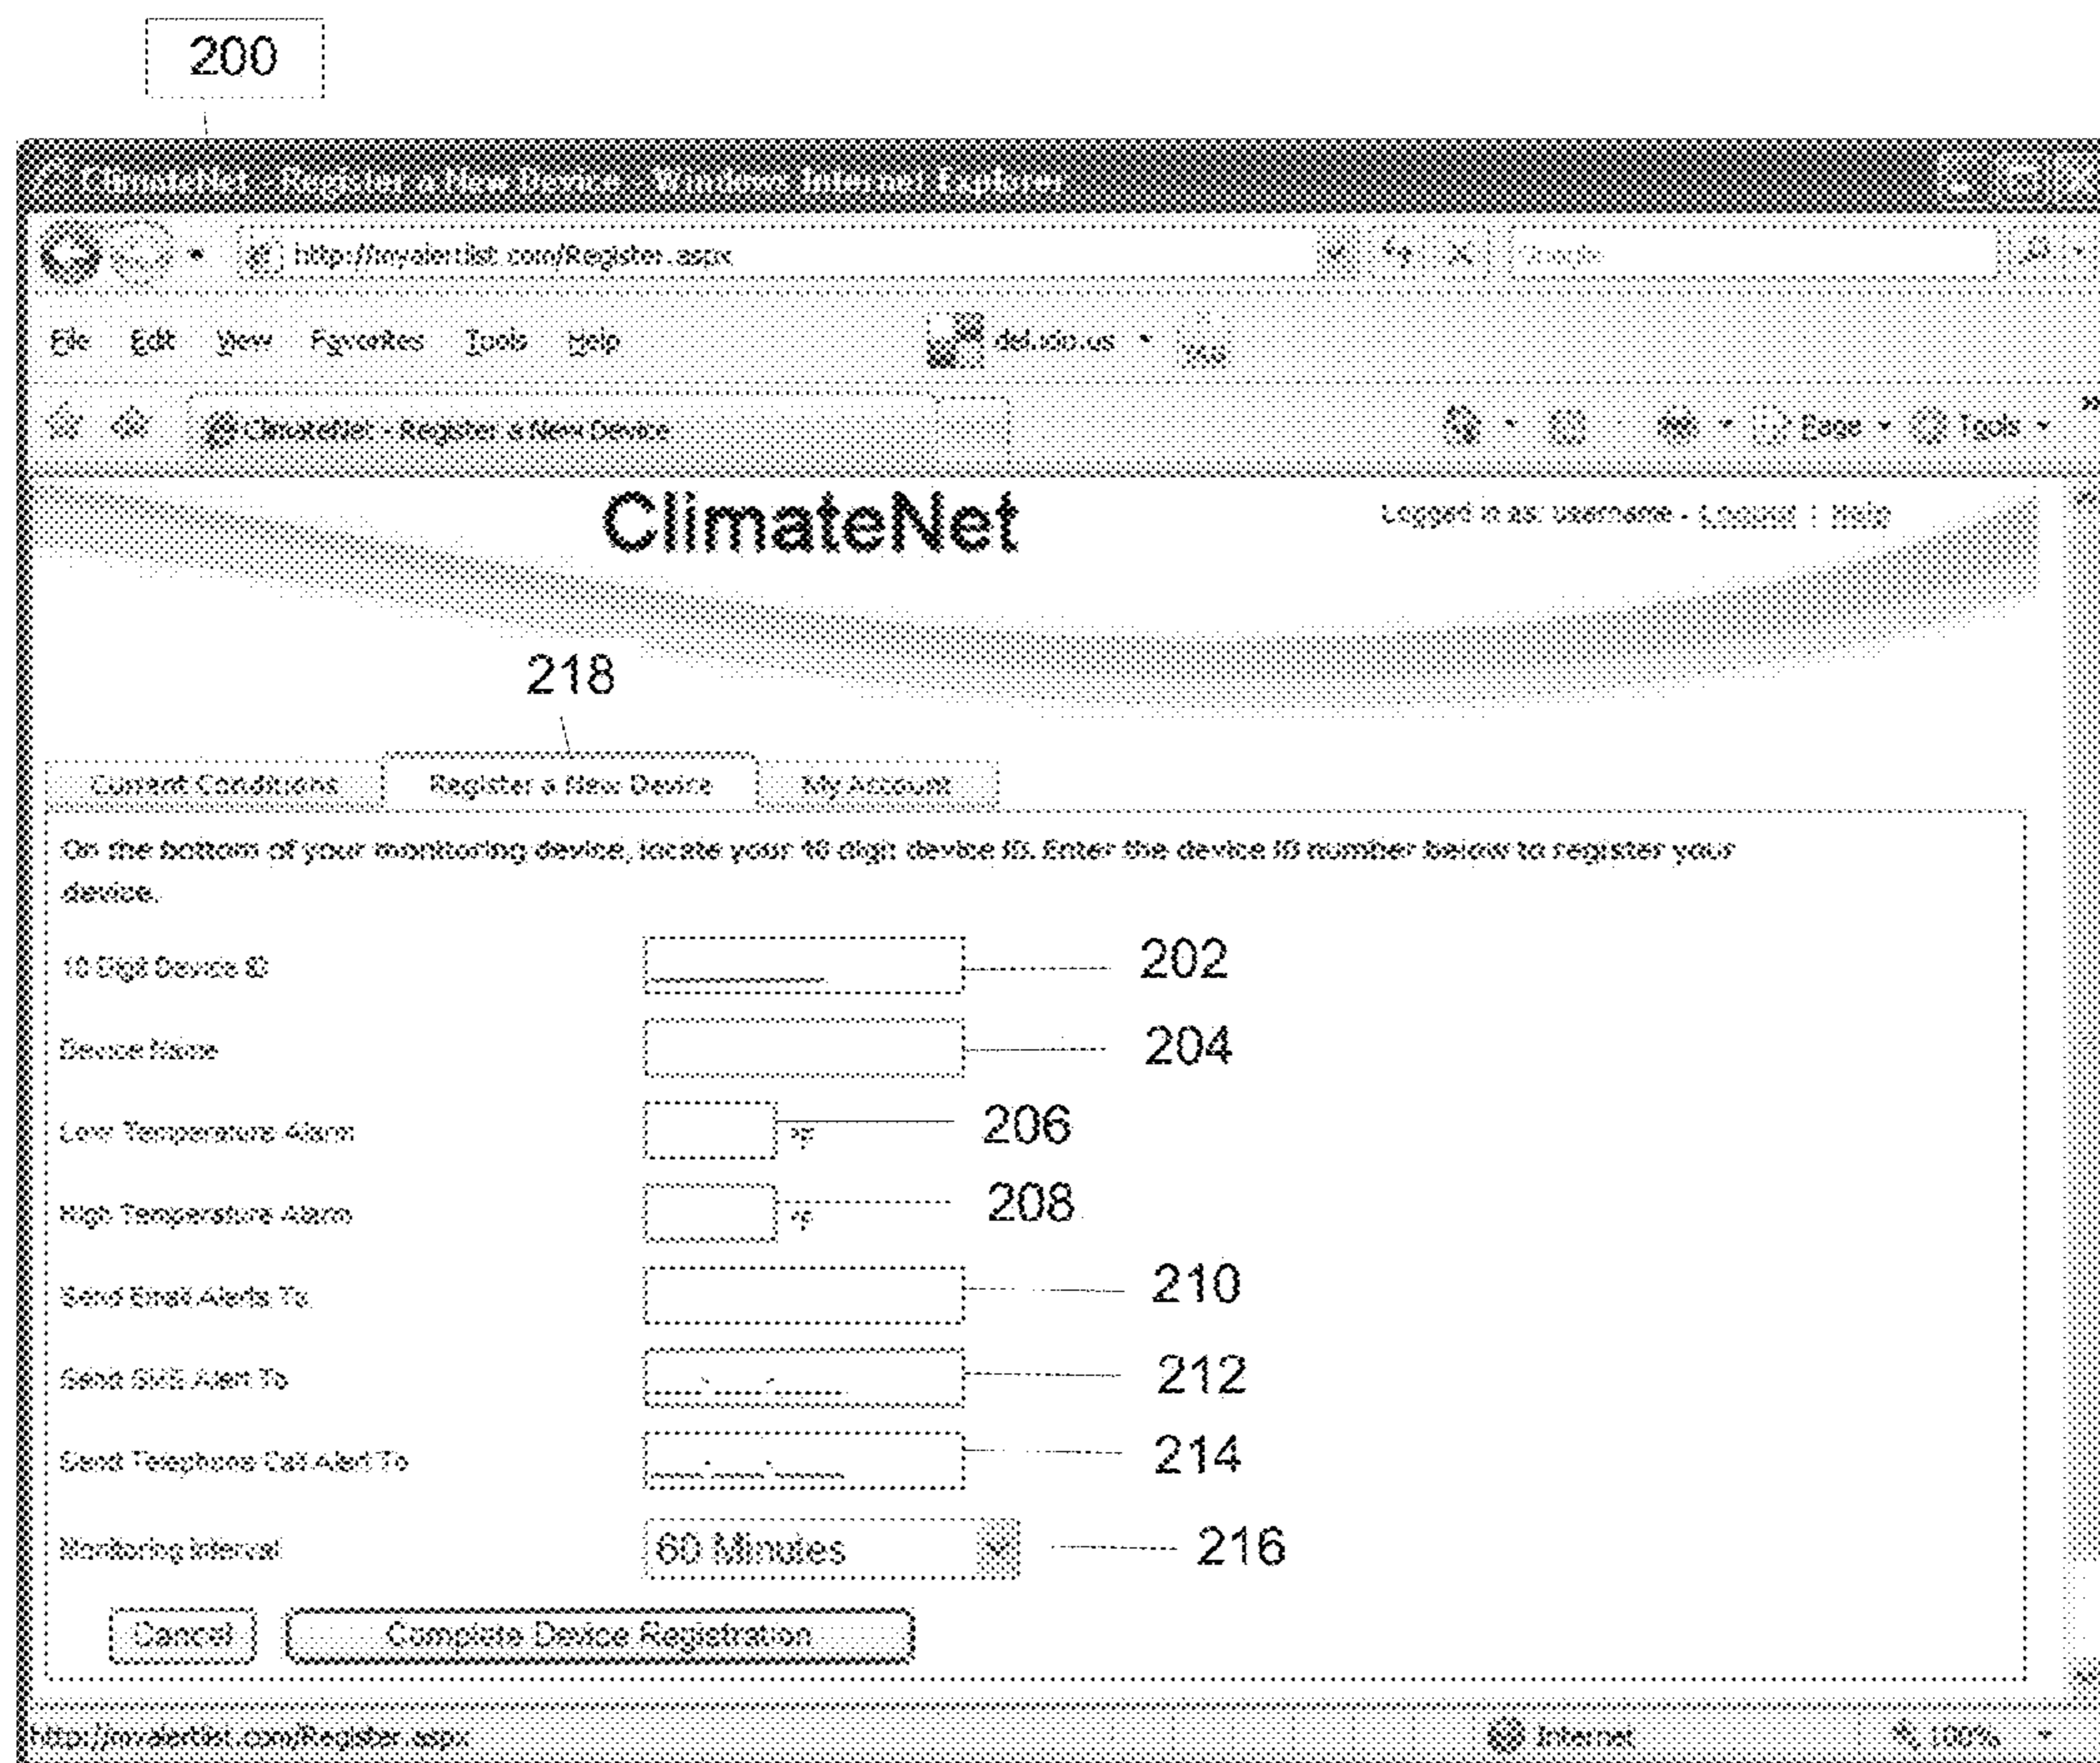 200
ClimateNet - Register a New Device - Windows Internet Explorer
http://myalertlist.com/Register.aspx
Google
File Edit View Favorites Tools Help
del.icio.us
TAG
ClimateNet - Register a New Device
Page Tools
ClimateNet
Logged in as: username - Logout | Help
218
Current Conditions Register a New Device My Account
On the bottom of your monitoring device, locate your 10 digit device ID. Enter the device ID number below to register your
device.
10 Digit Device ID 202
Device Name 204
Low Temperature Alarm °F 206
High Temperature Alarm °F 208
Send Email Alerts To 210
Send SMS Alert To 212
Send Telephone Call Alert To 214
Monitoring Interval 60 Minutes 216
Cancel Complete Device Registration
http://myalertlist.com/Register.aspx Internet 100%